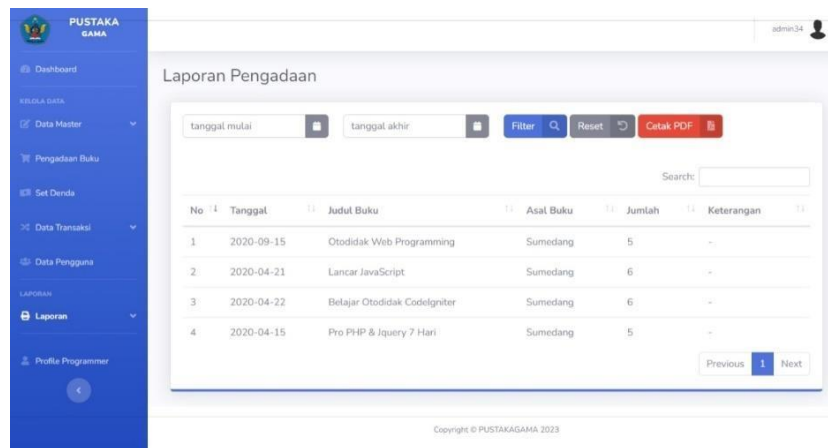 PUSTAKA
GAMA
admin34
Dashboard
KELOLA DATA
Data Master
Pengadaan Buku
Set Denda
Data Transaksi
Data Pengguna
LAPORAN
Laporan
Profile Programmer
Laporan Pengadaan
tanggal mulai tanggal akhir Filter Reset Cetak PDF
Search:
No Tanggal Judul Buku Asal Buku Jumlah Keterangan
1 2020-09-15 Otodidak Web Programming Sumedang 5 -
2 2020-04-21 Lancar JavaScript Sumedang 6 -
3 2020-04-22 Belajar Otodidak CodeIgniter Sumedang 6 -
4 2020-04-15 Pro PHP & Jquery 7 Hari Sumedang 5 -
Previous 1 Next
Copyright © PUSTAKAGAMA 2023